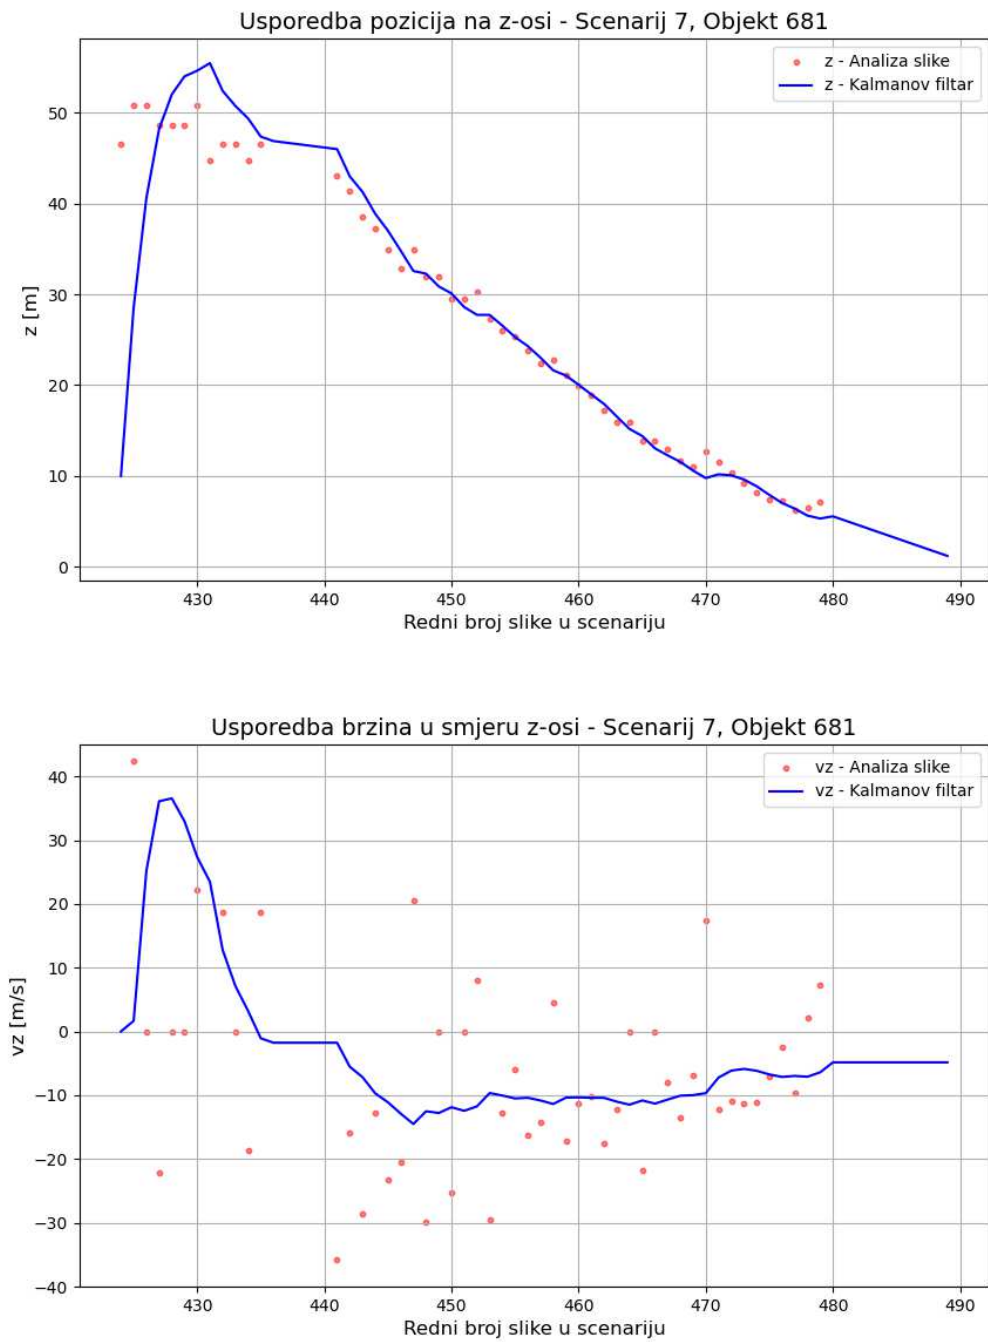 Usporedba pozicija na z-osi - Scenarij 7, Objekt 681
z - Analiza slike
z - Kalmanov filtar
z [m]
50
40
30
20
10
0
430 440 450 460 470 480 490
Redni broj slike u scenariju
Usporedba brzina u smjeru z-osi - Scenarij 7, Objekt 681
vz - Analiza slike
vz - Kalmanov filtar
vz [m/s]
40
30
20
10
0
−10
−20
−30
−40
430 440 450 460 470 480 490
Redni broj slike u scenariju